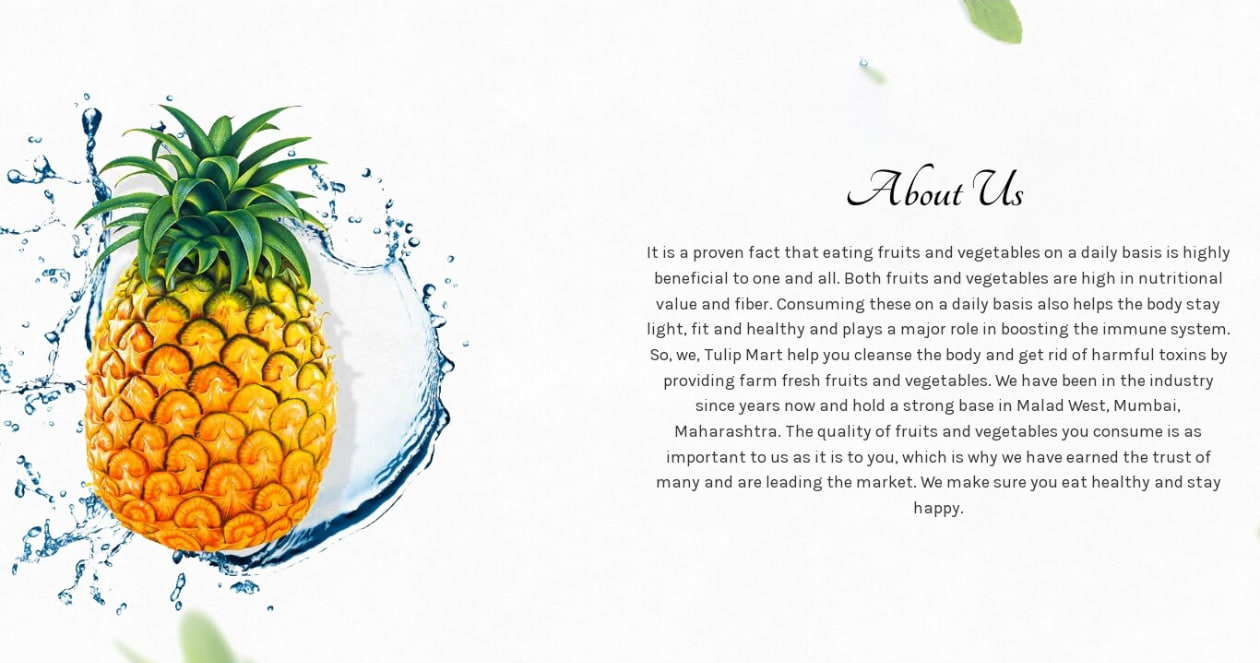 About Us
It is a proven fact that eating fruits and vegetables on a daily basis is highly
beneficial to one and all. Both fruits and vegetables are high in nutritional
value and fiber. Consuming these on a daily basis also helps the body stay
light, fit and healthy and plays a major role in boosting the immune system.
So, we, Tulip Mart help you cleanse the body and get rid of harmful toxins by
providing farm fresh fruits and vegetables. We have been in the industry
since years now and hold a strong base in Malad West, Mumbai,
Maharashtra. The quality of fruits and vegetables you consume is as
important to us as it is to you, which is why we have earned the trust of
many and are leading the market. We make sure you eat healthy and stay
happy.